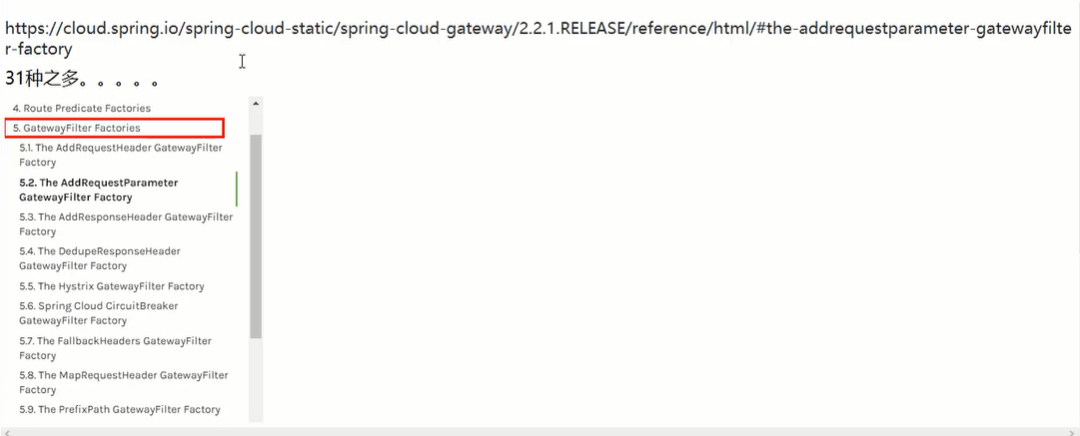 https://cloud.spring.io/spring-cloud-static/spring-cloud-gateway/2.2.1.RELEASE/reference/html/#the-addrequestparameter-gatewayfilte
r-factory
31种之多。。。。。
4. Route Predicate Factories
5. GatewayFilter Factories
5.1. The AddRequestHeader GatewayFilter
Factory
5.2. The AddRequestParameter
GatewayFilter Factory
5.3. The AddResponseHeader GatewayFilter
Factory
5.4. The DedupeResponseHeader
GatewayFilter Factory
5.5. The Hystrix GatewayFilter Factory
5.6. Spring Cloud CircuitBreaker
GatewayFilter Factory
5.7. The FallbackHeaders GatewayFilter
Factory
5.8. The MapRequestHeader GatewayFilter
Factory
5.9. The PrefixPath GatewayFilter Factory